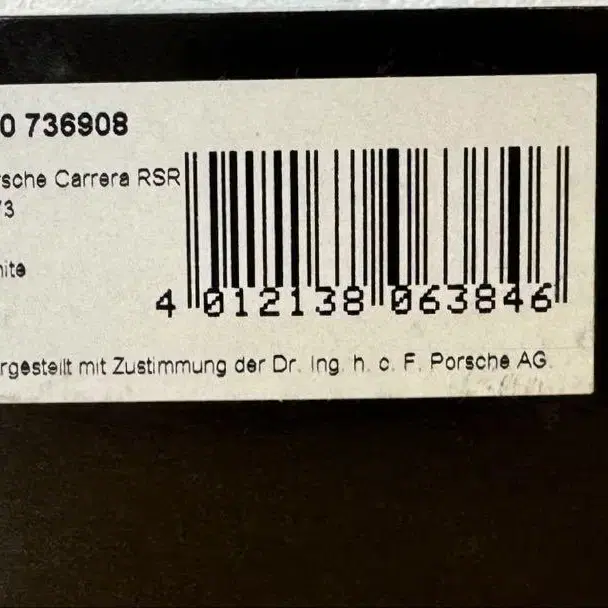 0 736908
rsche Carrera RSR
73
hite
4 012138 063846
rgestellt mit Zustimmung der Dr. Ing. h. c. F. Porsche AG.